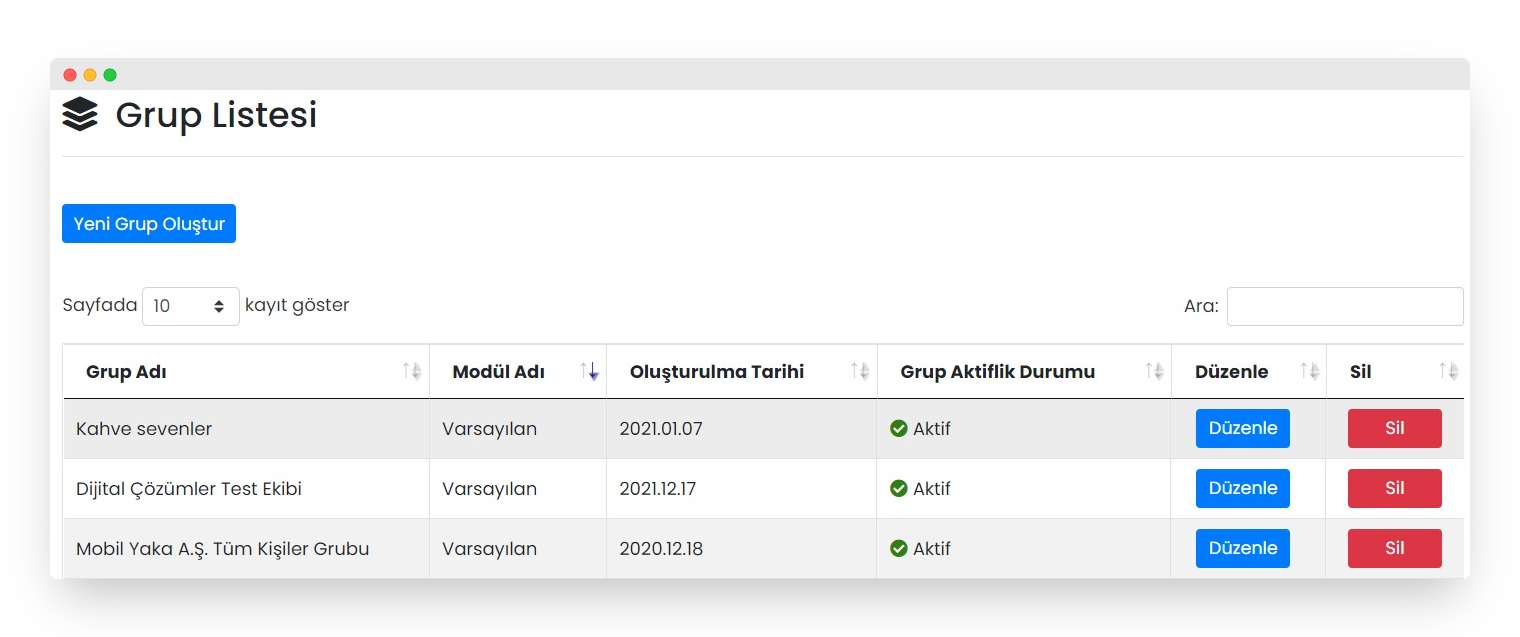 Grup Listesi
Yeni Grup Oluştur
Sayfada 10 kayıt göster Ara:
Grup Adı Modül Adı Oluşturulma Tarihi Grup Aktiflik Durumu Düzenle Sil
Kahve sevenler Varsayılan 2021.01.07 Aktif Düzenle Sil
Dijital Çözümler Test Ekibi Varsayılan 2021.12.17 Aktif Düzenle Sil
Mobil Yaka A.Ş. Tüm Kişiler Grubu Varsayılan 2020.12.18 Aktif Düzenle Sil